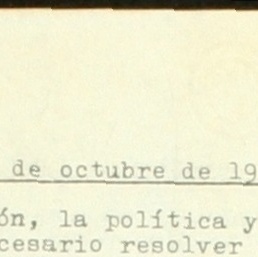 de octubre de 19
ón, la política y
cesario resolver